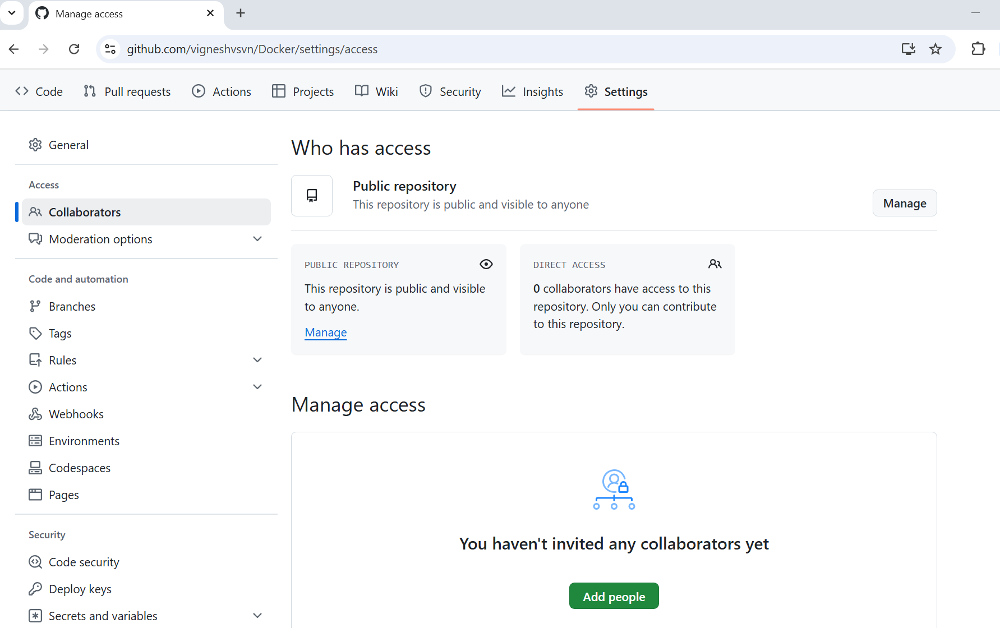 Manage access
github.com/vigneshvsvn/Docker/settings/access
Code Pull requests Actions Projects Wiki Security Insights Settings
General
Access
Collaborators
Moderation options
Code and automation
Branches
Tags
Rules
Actions
Webhooks
Environments
Codespaces
Pages
Security
Code security
Deploy keys
Secrets and variables
Who has access
Public repository
This repository is public and visible to anyone
Manage
PUBLIC REPOSITORY
This repository is public and visible
to anyone.
Manage
DIRECT ACCESS
0 collaborators have access to this
repository. Only you can contribute
to this repository.
Manage access
You haven't invited any collaborators yet
Add people